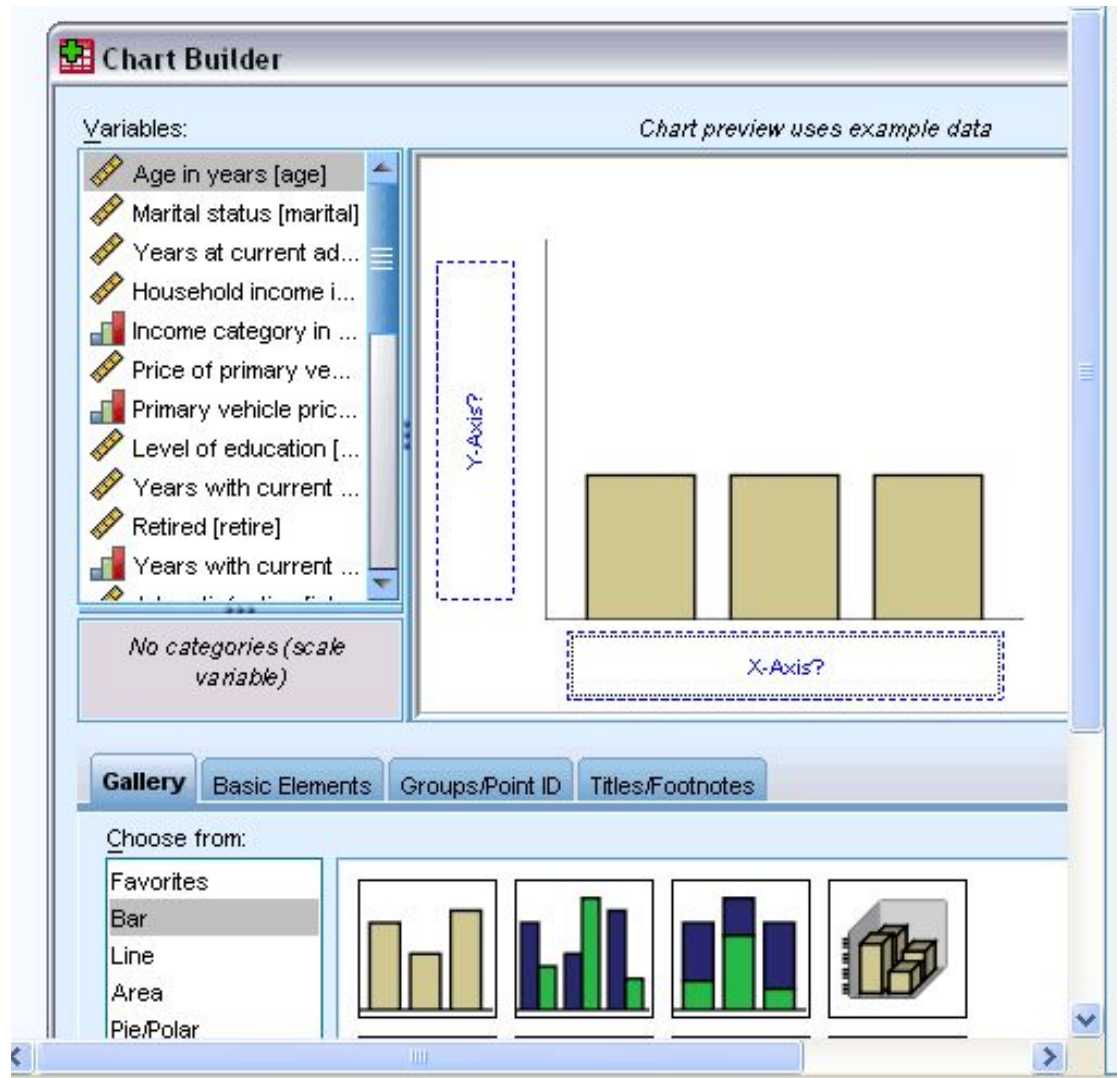 Chart Builder
Variables:
Chart preview uses example data
Age in years [age]
Marital status [marital]
Years at current ad...
Household income i...
Income category in ...
Price of primary ve...
Primary vehicle pric...
Level of education [...
Years with current ...
Retired [retire]
Years with current ...
No categories (scale
variable)
Y-Axis?
X-Axis?
Gallery
Basic Elements
Groups/Point ID
Titles/Footnotes
Choose from:
Favorites
Bar
Line
Area
Pie/Polar